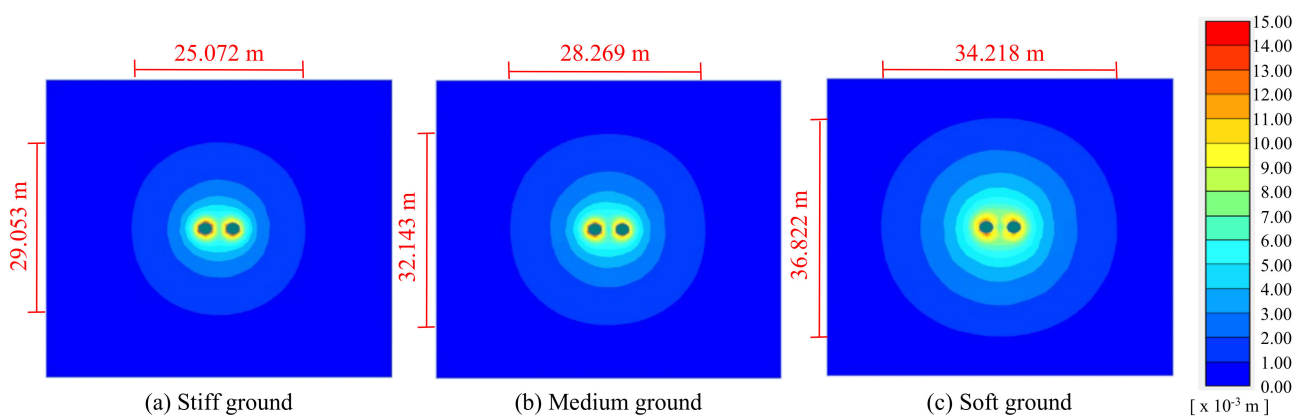 25.072 m
28.269 m
34.218 m
29.053 m
32.143 m
36.822 m
15.00
14.00
13.00
12.00
11.00
10.00
9.00
8.00
7.00
6.00
5.00
4.00
3.00
2.00
1.00
0.00
[ x 10⁻³ m ]
(a) Stiff ground
(b) Medium ground
(c) Soft ground